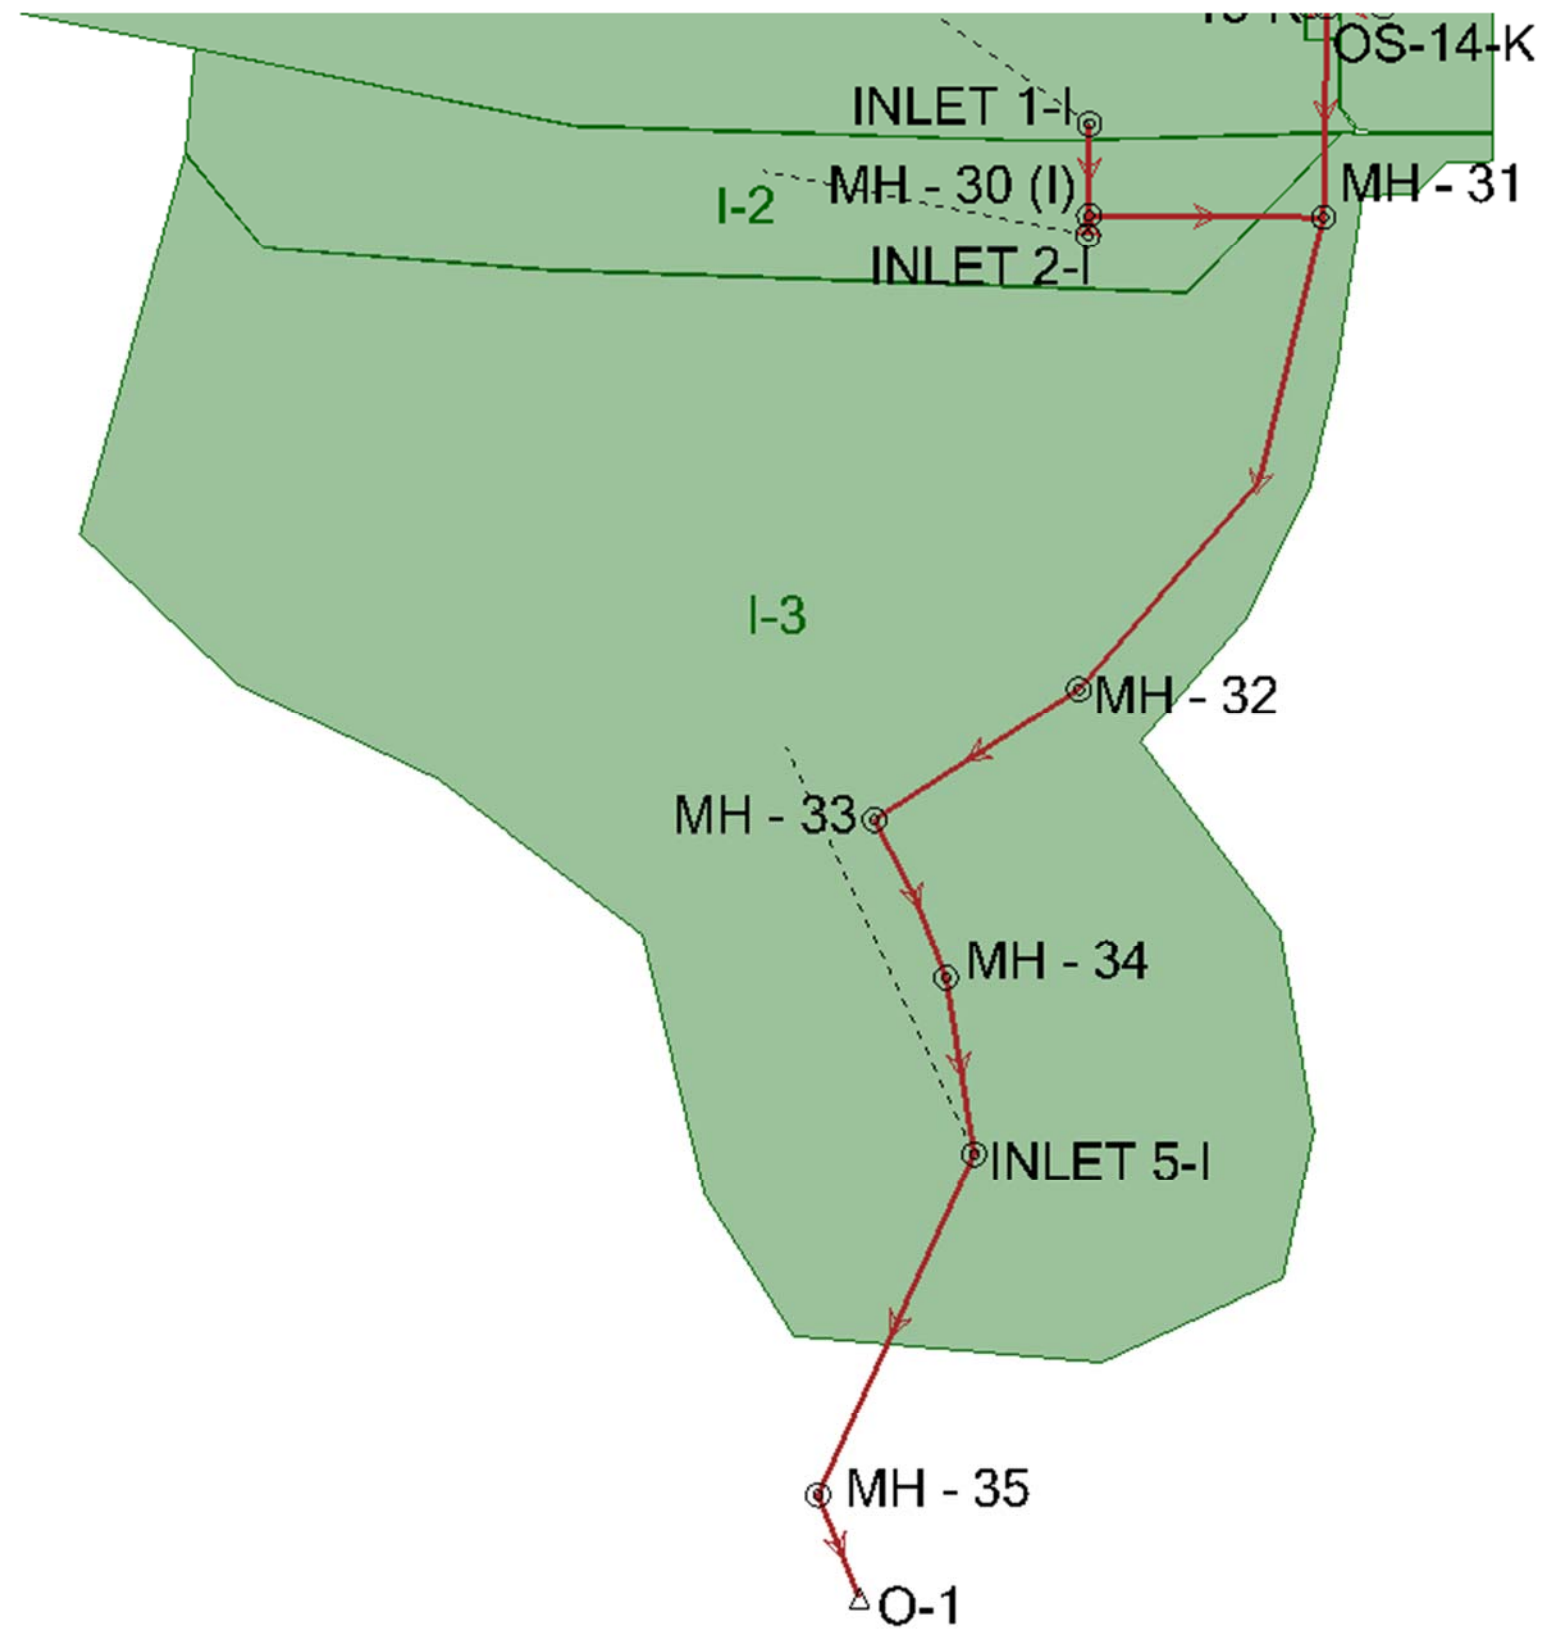 OS-14-K
INLET 1-I
MH - 30 (I)
MH - 31
I-2
INLET 2-I
I-3
MH - 32
MH - 33
MH - 34
INLET 5-I
MH - 35
O-1